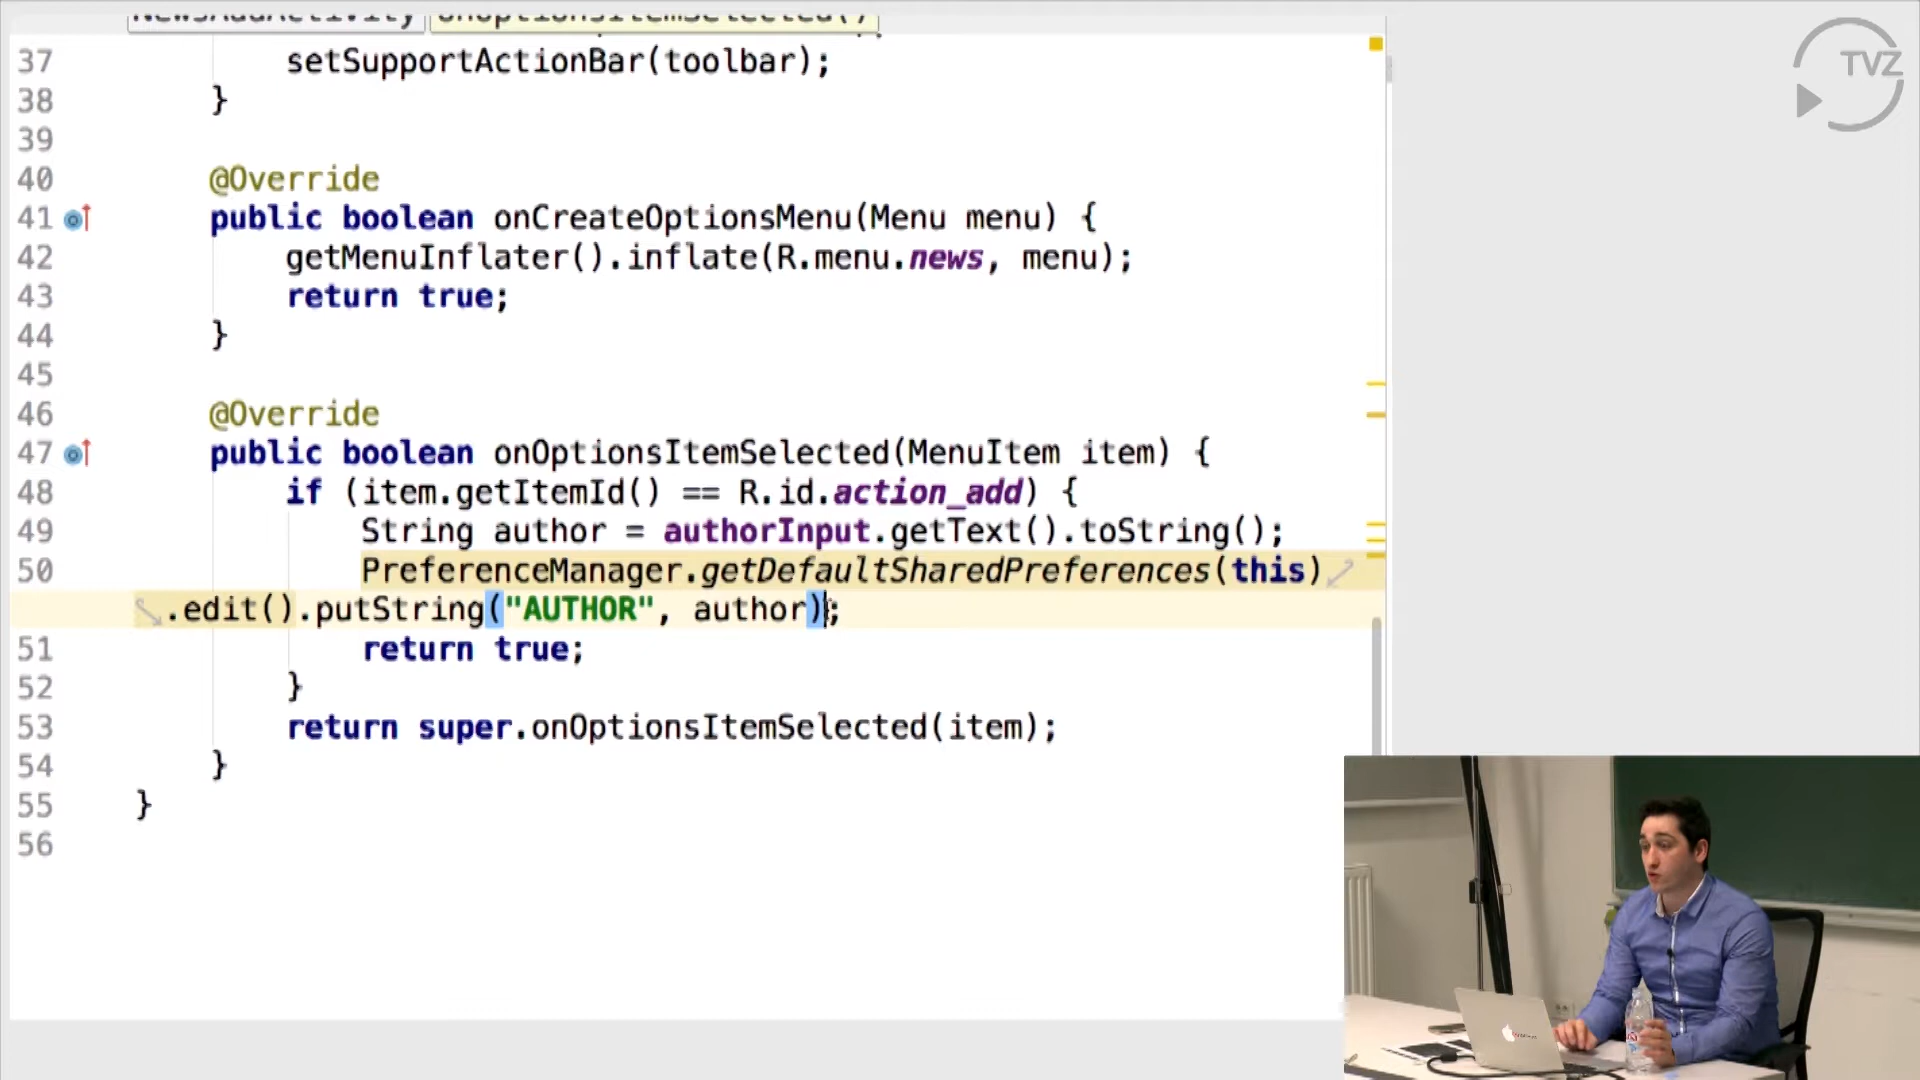 NewsAddActivity onOptionsItemSelected()
37 setSupportActionBar(toolbar);
38 }
39
40 @Override
41 public boolean onCreateOptionsMenu(Menu menu) {
42 getMenuInflater().inflate(R.menu.news, menu);
43 return true;
44 }
45
46 @Override
47 public boolean onOptionsItemSelected(MenuItem item) {
48 if (item.getItemId() == R.id.action_add) {
49 String author = authorInput.getText().toString();
50 PreferenceManager.getDefaultSharedPreferences(this)
.edit().putString("AUTHOR", author);
51 return true;
52 }
53 return super.onOptionsItemSelected(item);
54 }
55 }
56
TVZ